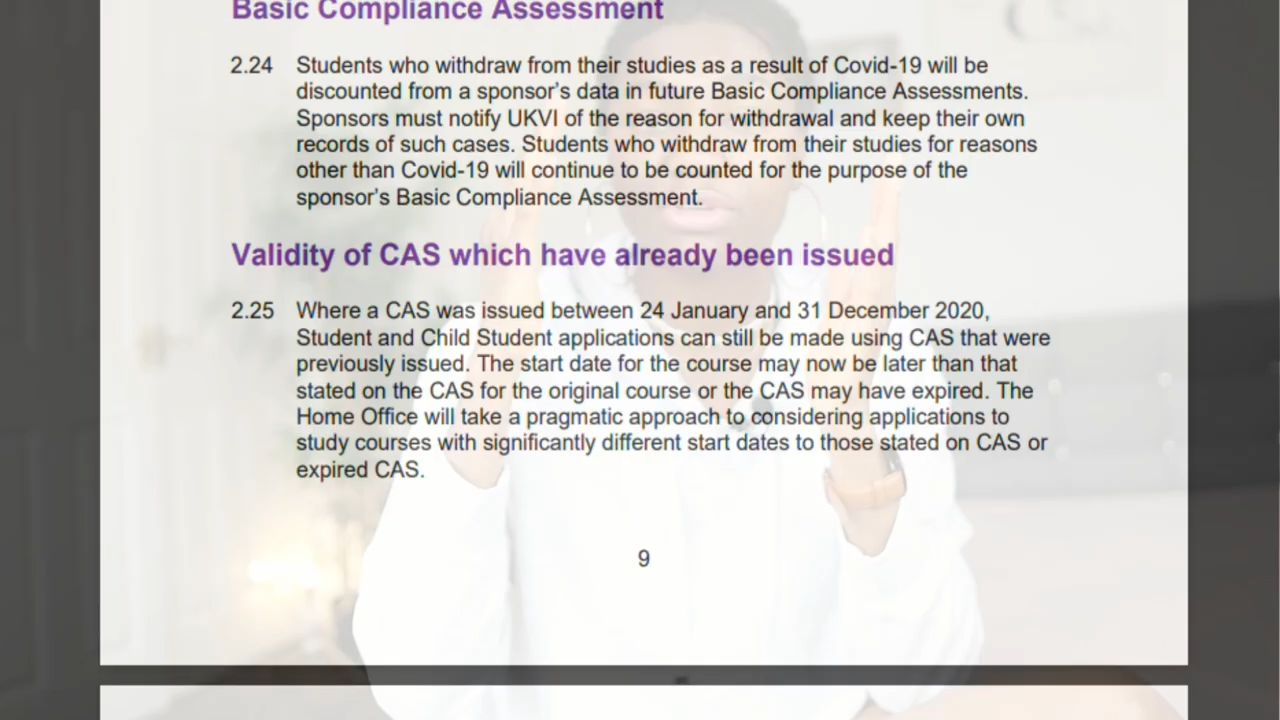 Basic Compliance Assessment
2.24 Students who withdraw from their studies as a result of Covid-19 will be
discounted from a sponsor's data in future Basic Compliance Assessments.
Sponsors must notify UKVI of the reason for withdrawal and keep their own
records of such cases. Students who withdraw from their studies for reasons
other than Covid-19 will continue to be counted for the purpose of the
sponsor's Basic Compliance Assessment.
Validity of CAS which have already been issued
2.25 Where a CAS was issued between 24 January and 31 December 2020,
Student and Child Student applications can still be made using CAS that were
previously issued. The start date for the course may now be later than that
stated on the CAS for the original course or the CAS may have expired. The
Home Office will take a pragmatic approach to considering applications to
study courses with significantly different start dates to those stated on CAS or
expired CAS.
9